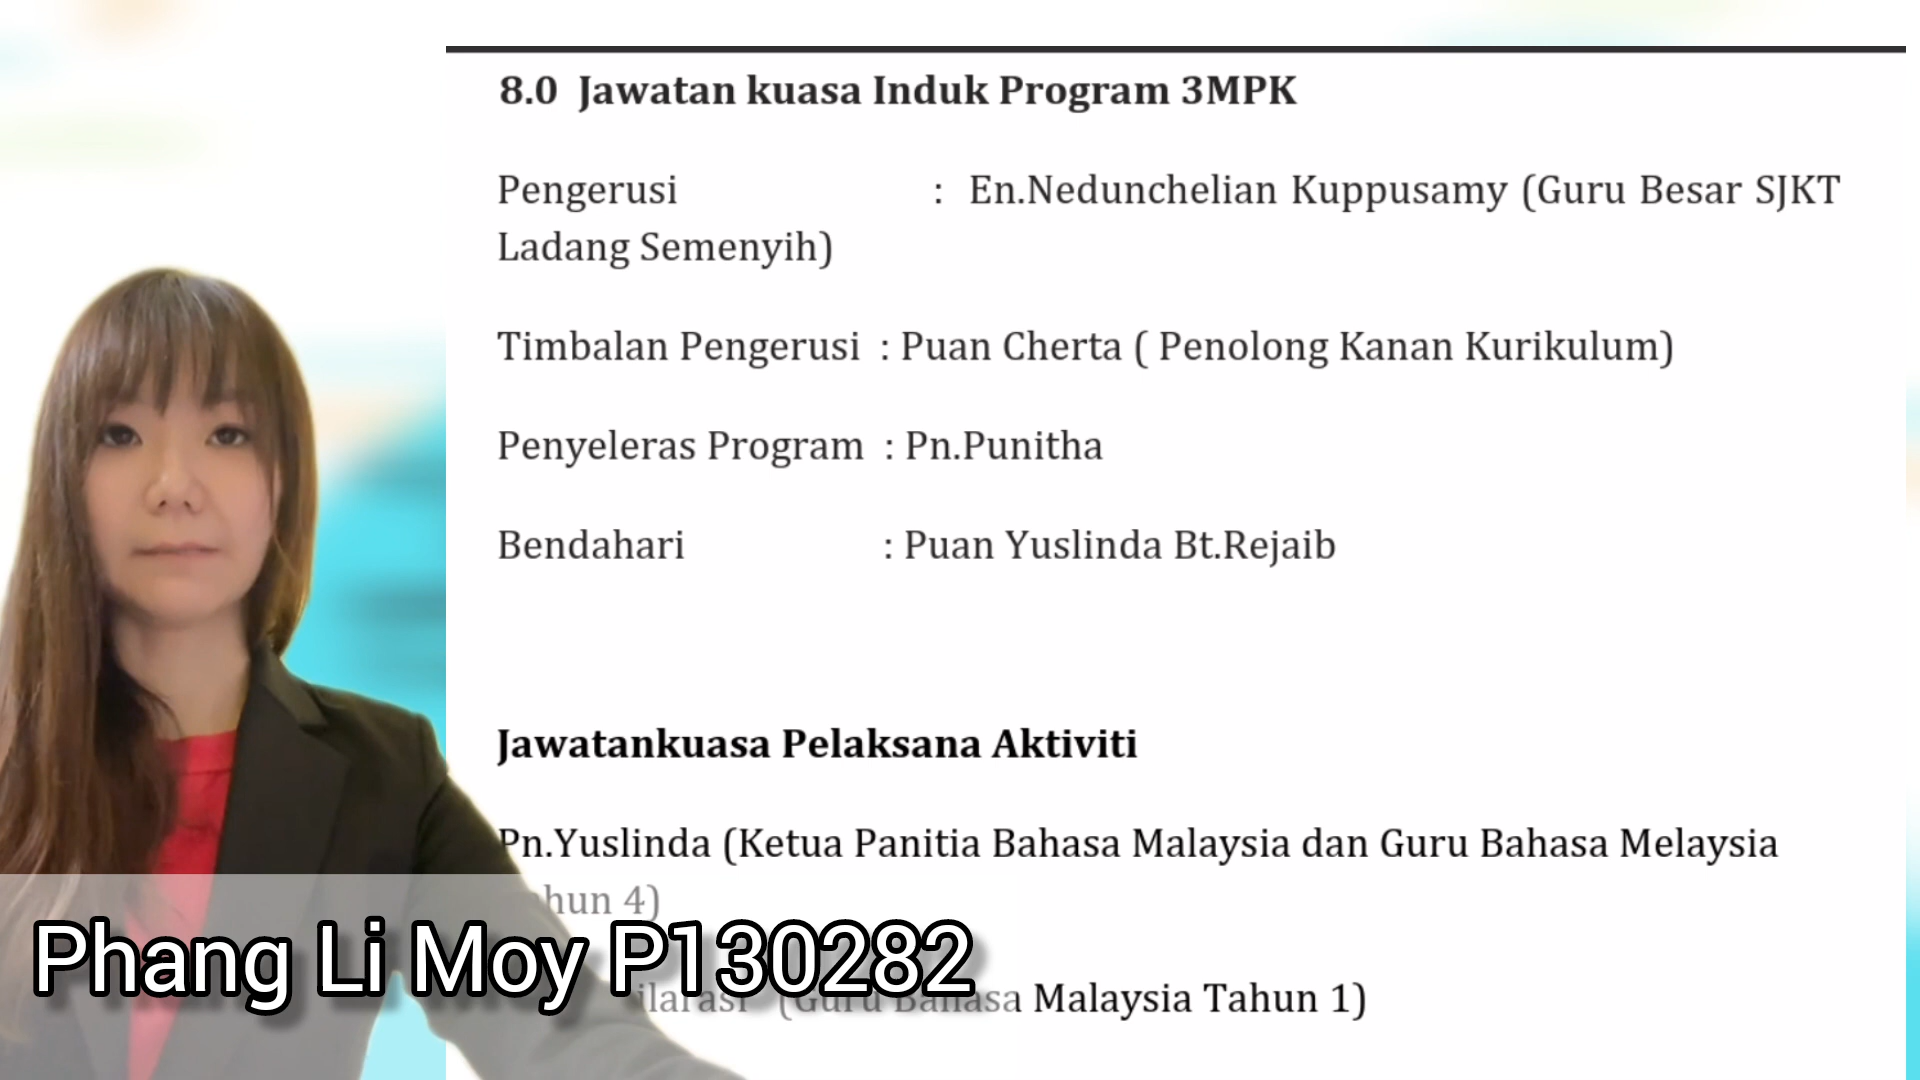 8.0 Jawatan kuasa Induk Program 3MPK
Pengerusi : En.Nedunchelian Kuppusamy (Guru Besar SJKT
Ladang Semenyih)
Timbalan Pengerusi : Puan Cherta ( Penolong Kanan Kurikulum)
Penyeleras Program : Pn.Punitha
Bendahari : Puan Yuslinda Bt.Rejaib
Jawatankuasa Pelaksana Aktiviti
Pn.Yuslinda (Ketua Panitia Bahasa Malaysia dan Guru Bahasa Melaysia
4)
(Guru Bahasa Malaysia Tahun 1)
Phang Li Moy P130282